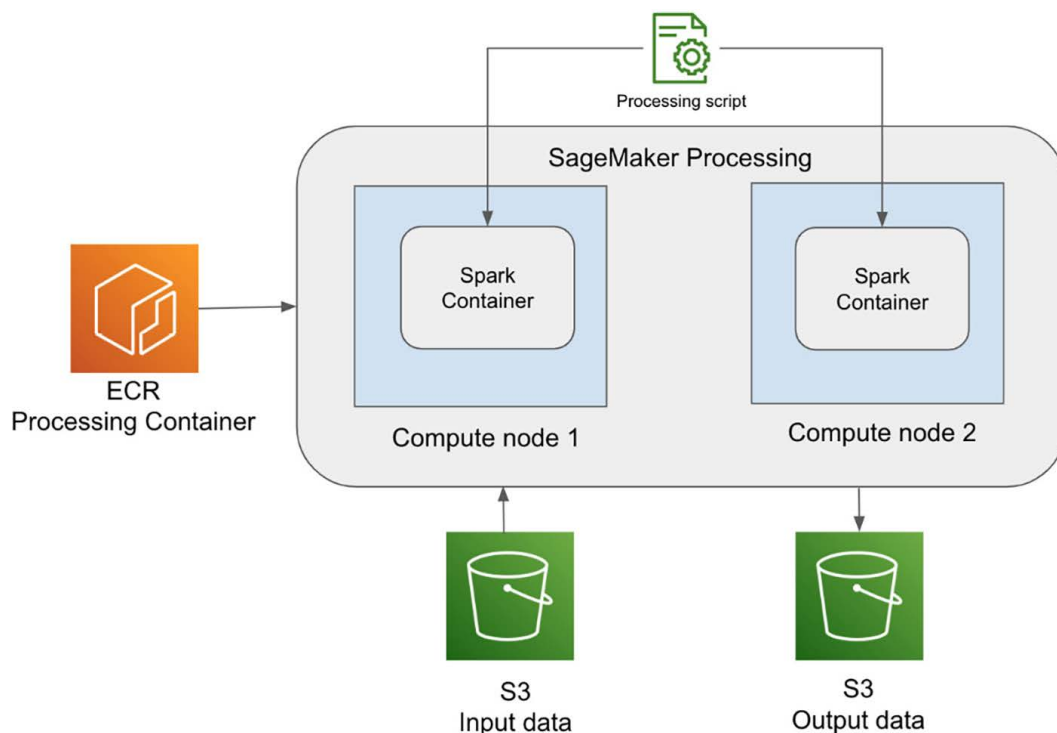 Processing script
SageMaker Processing
Spark
Container
Spark
Container
ECR
Processing Container
Compute node 1
Compute node 2
S3
Input data
S3
Output data